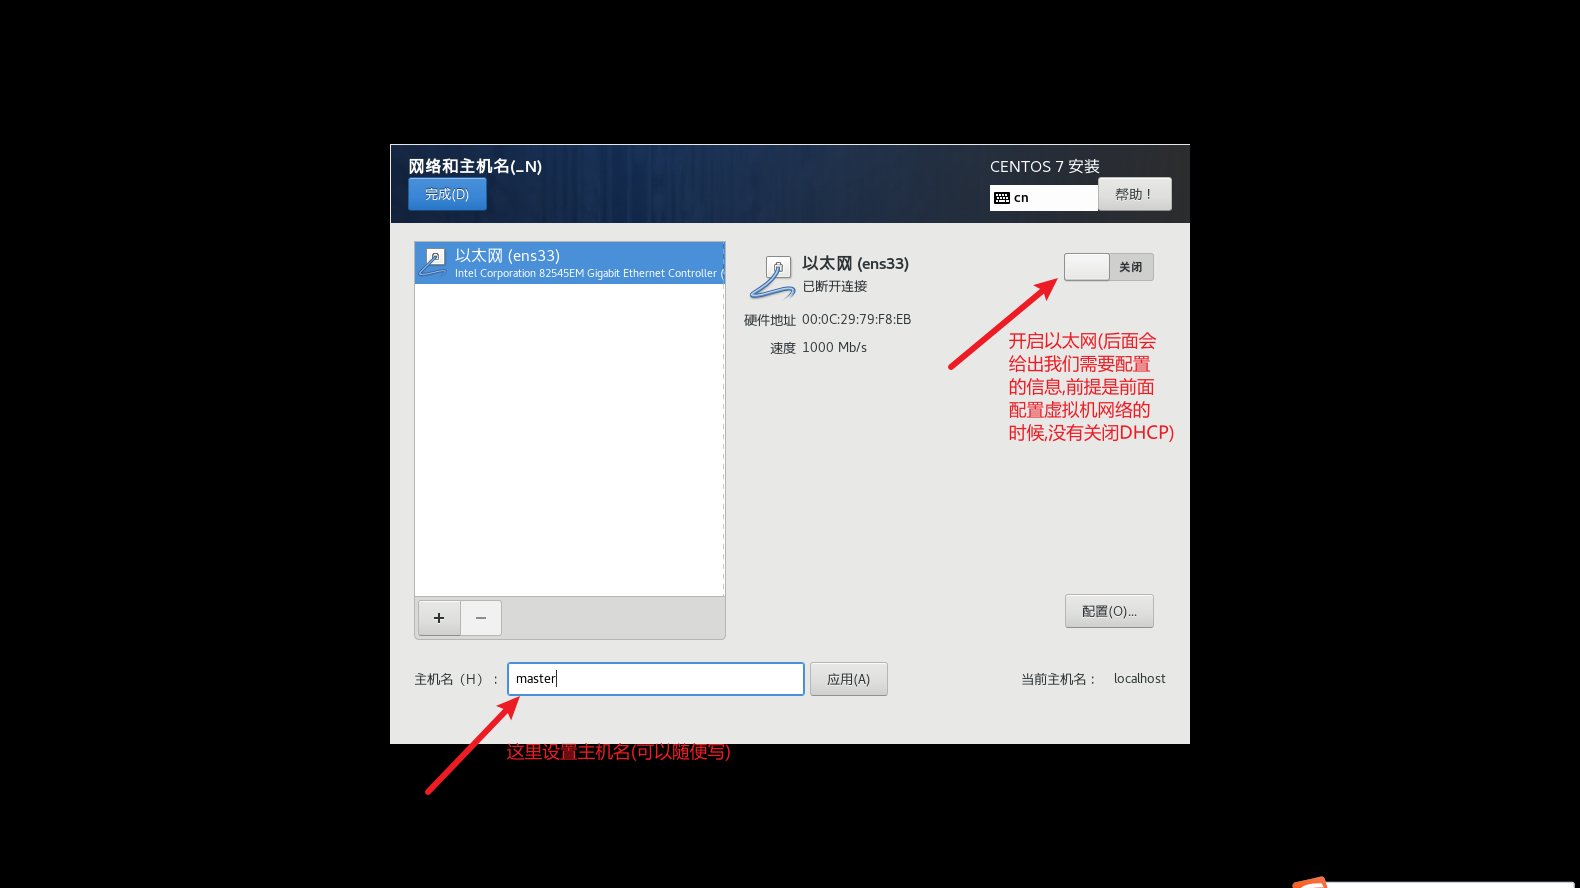 网络和主机名(_N)
CENTOS 7 安装
完成(D)
cn
帮助！
以太网 (ens33)
Intel Corporation 82545EM Gigabit Ethernet Controller (
以太网 (ens33)
已断开连接
关闭
硬件地址 00:0C:29:79:F8:EB
速度 1000 Mb/s
开启以太网(后面会
给出我们需要配置
的信息,前提是前面
配置虚拟机网络的
时候,没有关闭DHCP)
+ −
配置(O)...
主机名（H）：
master
应用(A)
当前主机名： localhost
这里设置主机名(可以随便写)